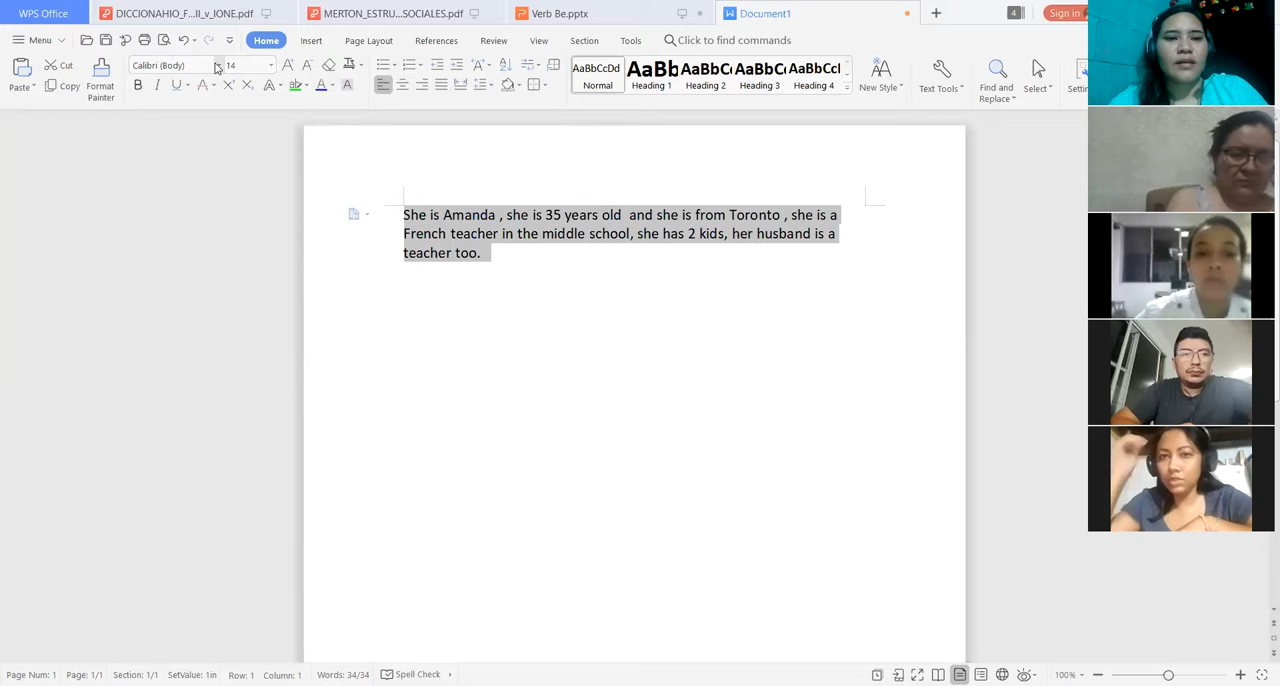 WPS Office
DICCIONAHIO_F...II_v_IONE.pdf
MERTON_ESTRU...SOCIALES.pdf
Verb Be.pptx
Document1
4
Sign in
Menu
Home
Insert
Page Layout
References
Review
View
Section
Tools
Click to find commands
Paste
Cut
Copy
Format Painter
Calibri (Body)
14
AaBbCcDd
Normal
AaBb
Heading 1
AaBbC
Heading 2
AaBbC
Heading 3
AaBbCcl
Heading 4
New Style
Text Tools
Find and Replace
Select
She is Amanda , she is 35 years old  and she is from Toronto , she is a
French teacher in the middle school, she has 2 kids, her husband is a
teacher too.
Page Num: 1
Page: 1/1
Section: 1/1
SetValue: 1in
Row: 1
Column: 1
Words: 34/34
Spell Check
100%